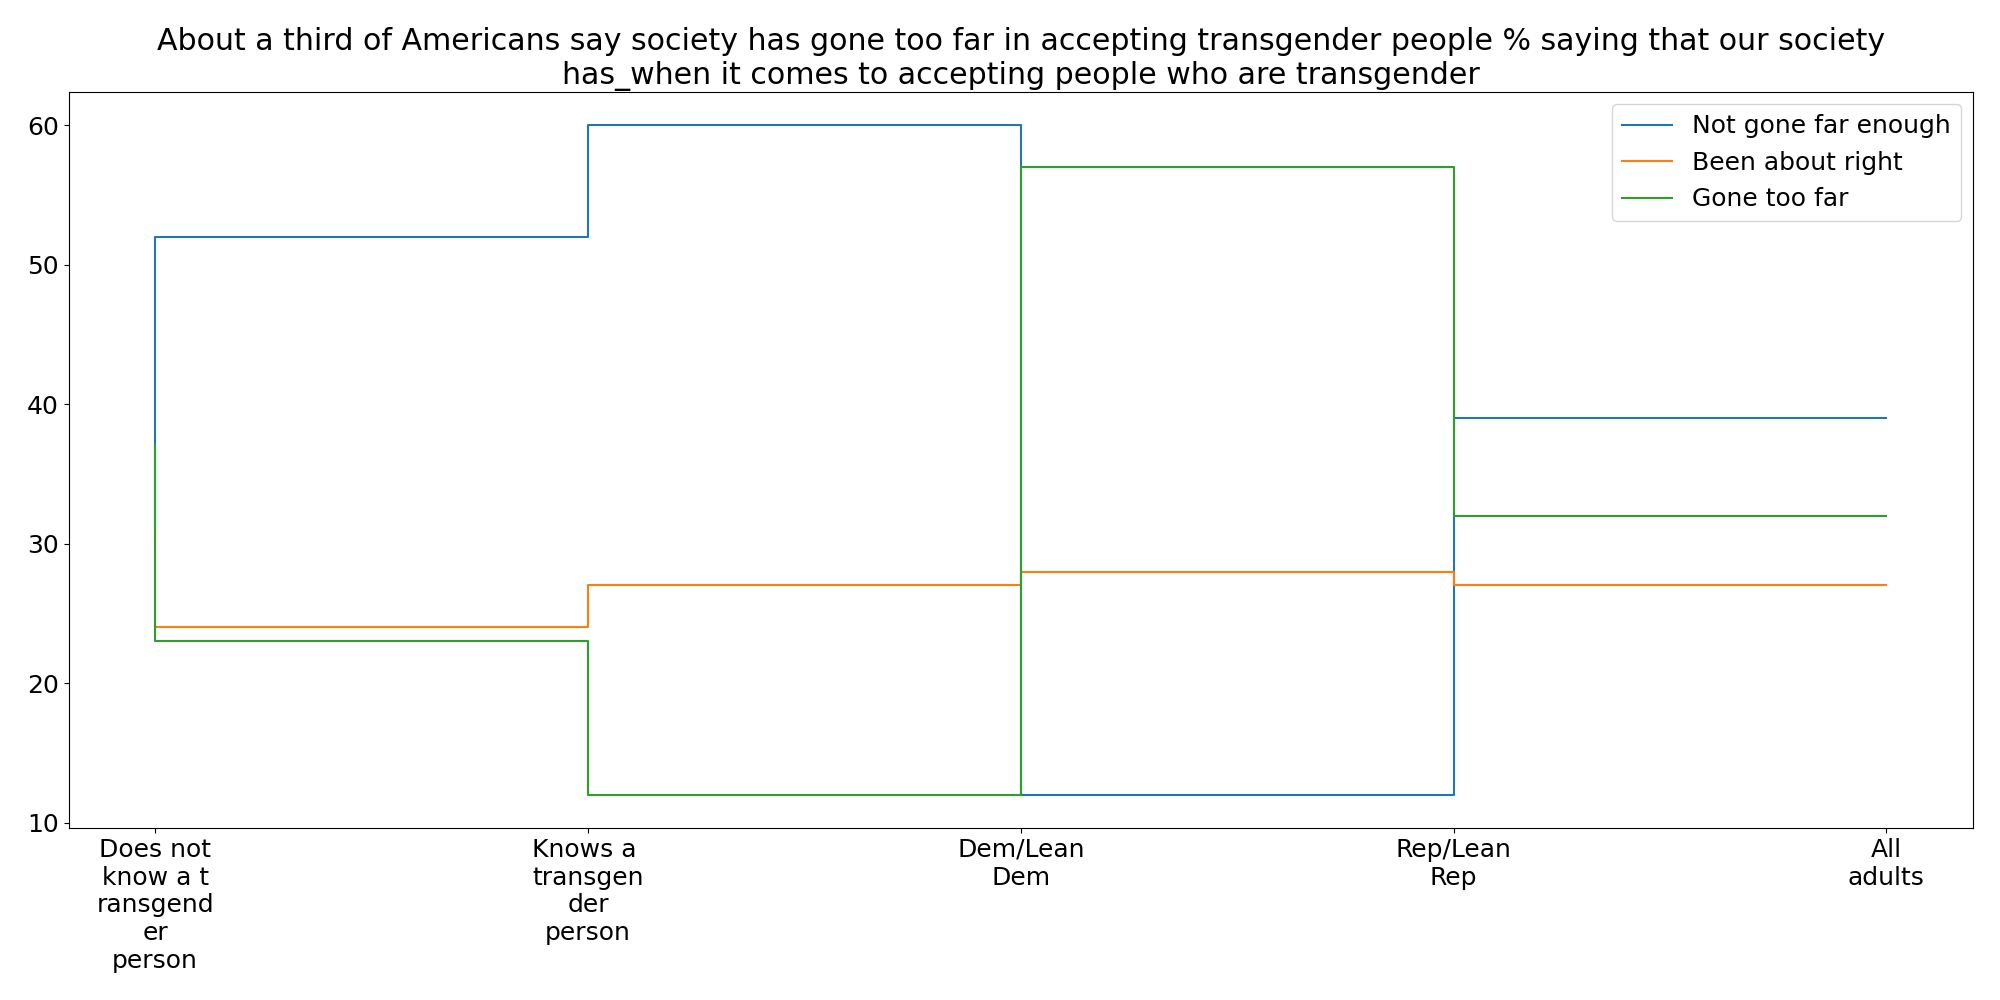 About a third of Americans say society has gone too far in accepting transgender people % saying that our society
has_when it comes to accepting people who are transgender
60
50
40
30
20
10
Not gone far enough
Been about right
Gone too far
Does not
know a t
ransgend
er
person
Knows a
transgen
der
person
Dem/Lean
Dem
Rep/Lean
Rep
All
adults